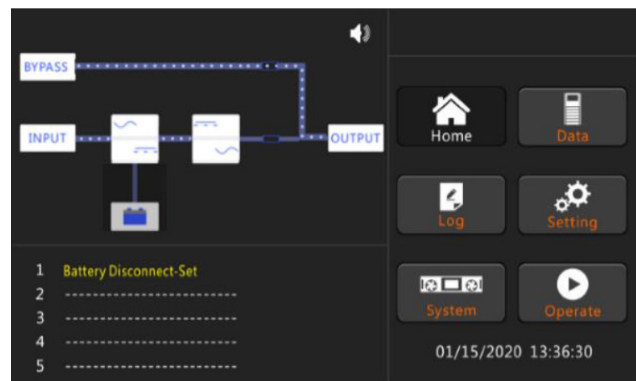 BYPASS
INPUT
OUTPUT
Home
Data
Log
Setting
System
Operate
1 Battery Disconnect-Set
2 --------------------------
3 --------------------------
4 --------------------------
5 --------------------------
01/15/2020 13:36:30